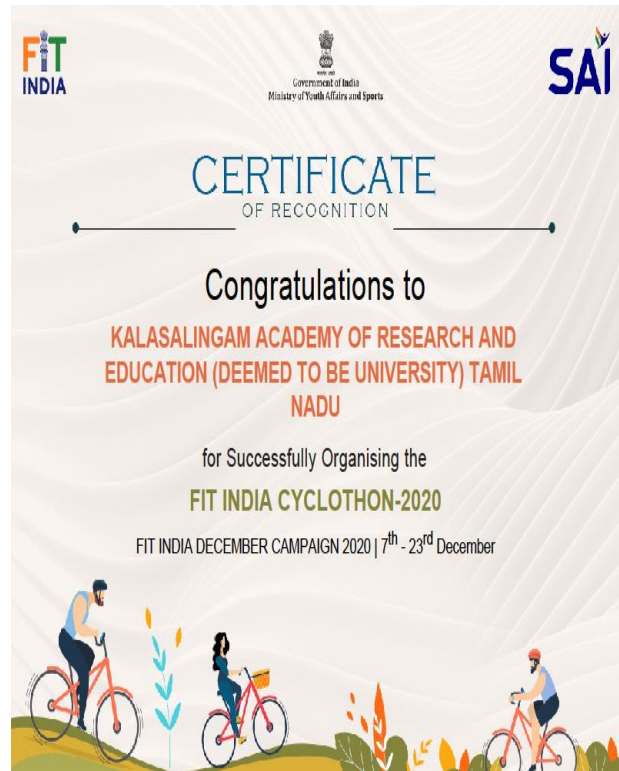 FIT
INDIA
Government of India
Ministry of Youth Affairs and Sports
SAI
CERTIFICATE
OF RECOGNITION
Congratulations to
KALASALINGAM ACADEMY OF RESEARCH AND
EDUCATION (DEEMED TO BE UNIVERSITY) TAMIL
NADU
for Successfully Organising the
FIT INDIA CYCLOTHON-2020
FIT INDIA DECEMBER CAMPAIGN 2020 | 7th - 23rd December